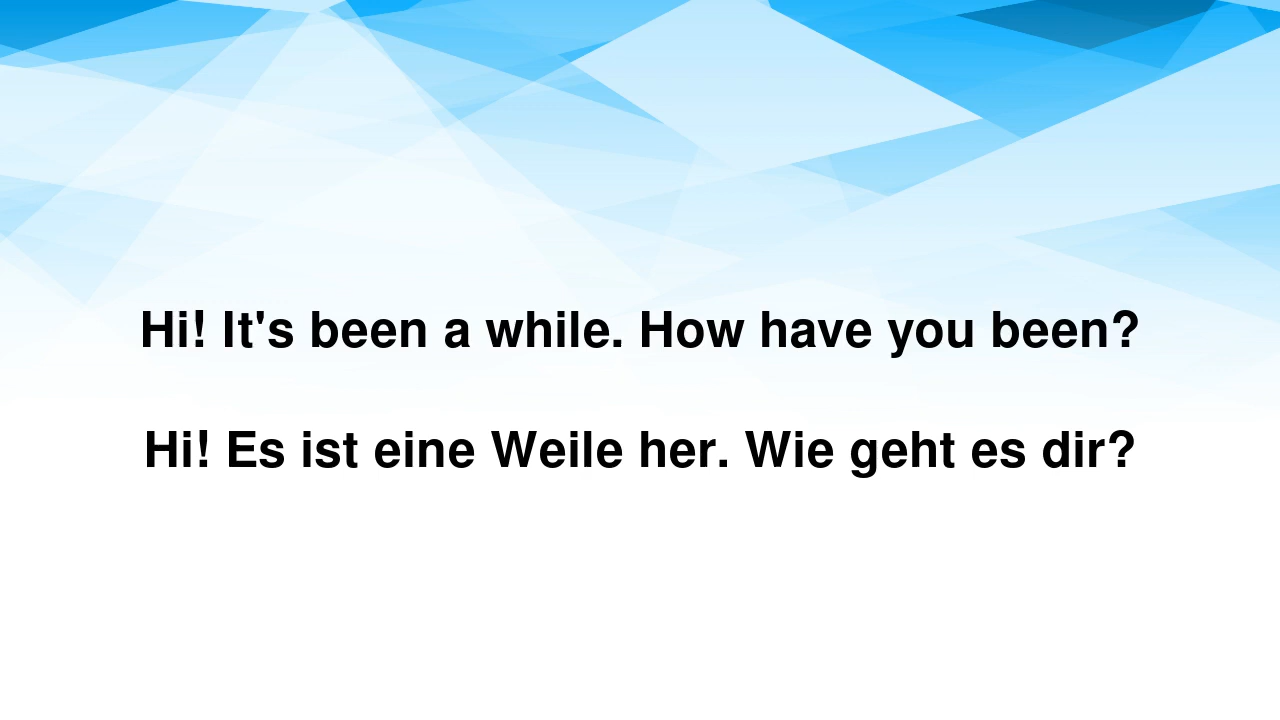 Hi! It's been a while. How have you been?
Hi! Es ist eine Weile her. Wie geht es dir?